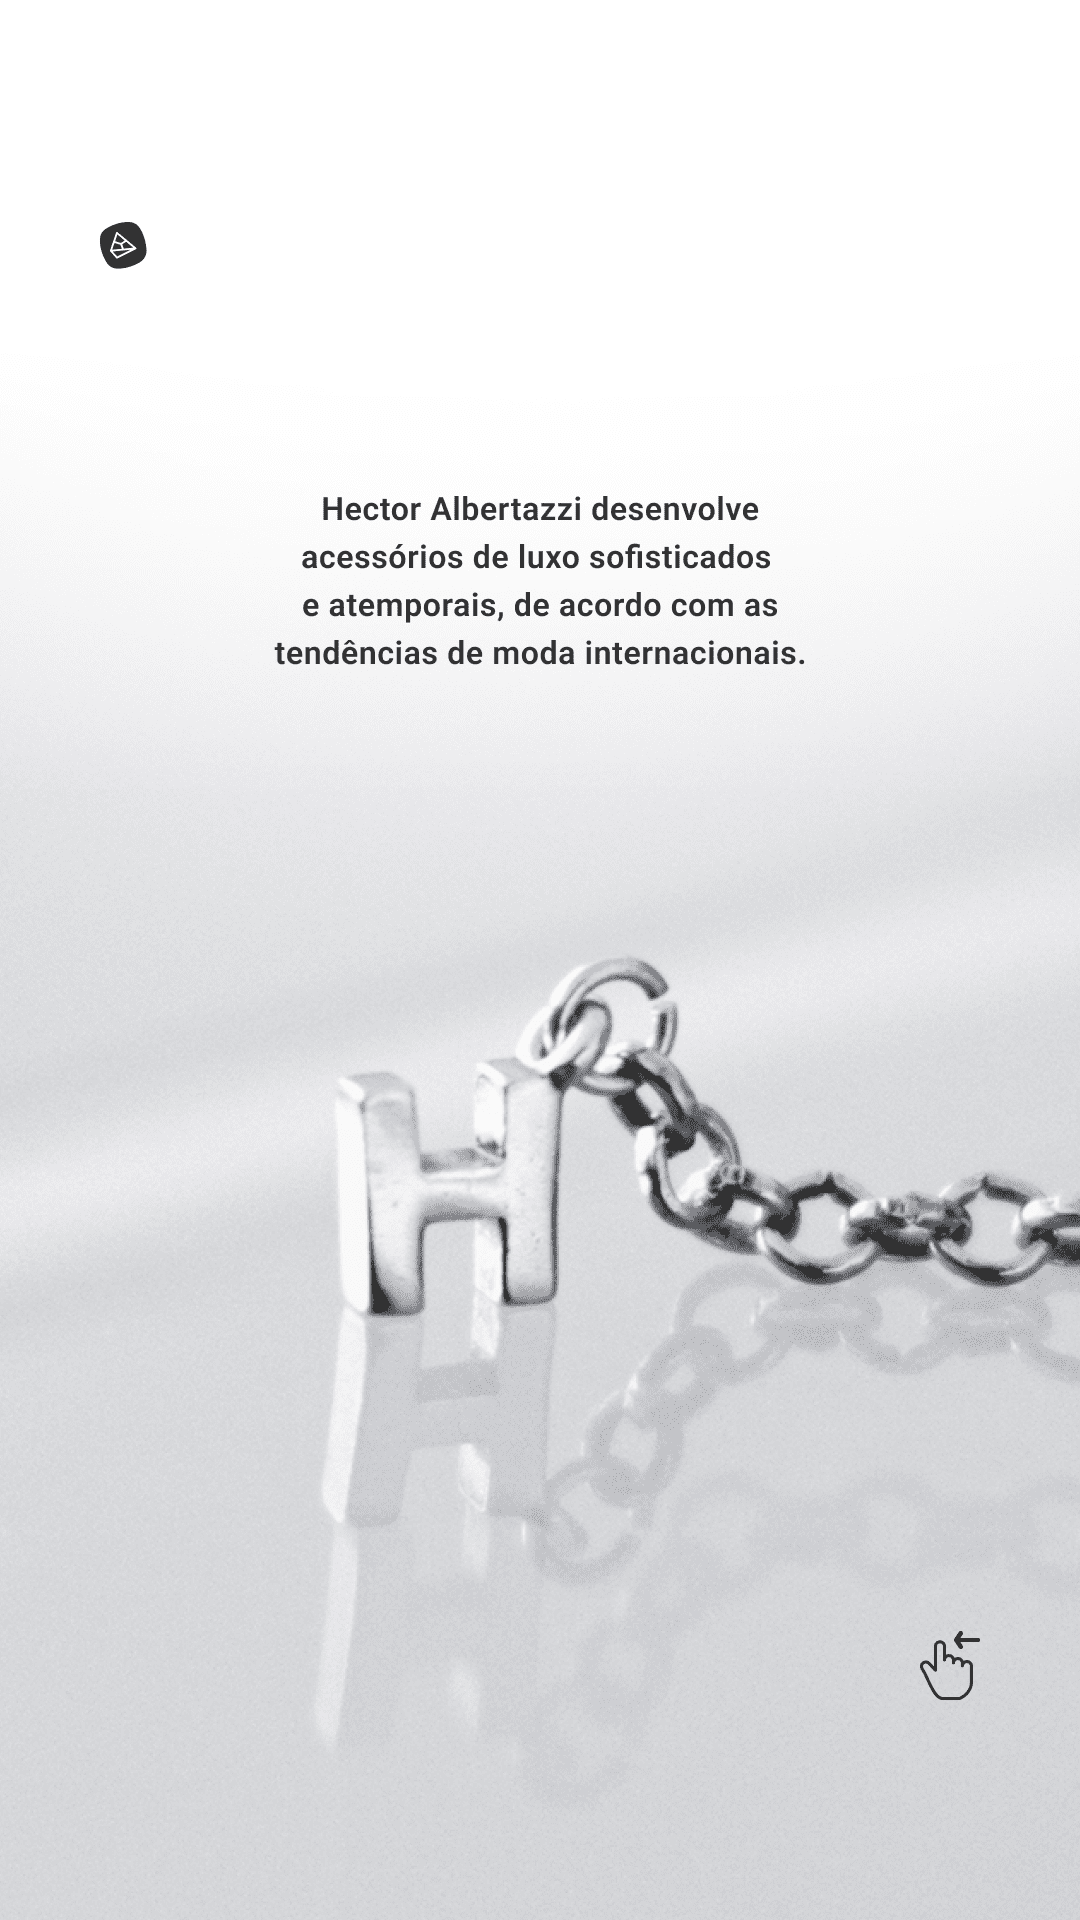 Hector Albertazzi desenvolve
acessórios de luxo sofisticados
e atemporais, de acordo com as
tendências de moda internacionais.
H